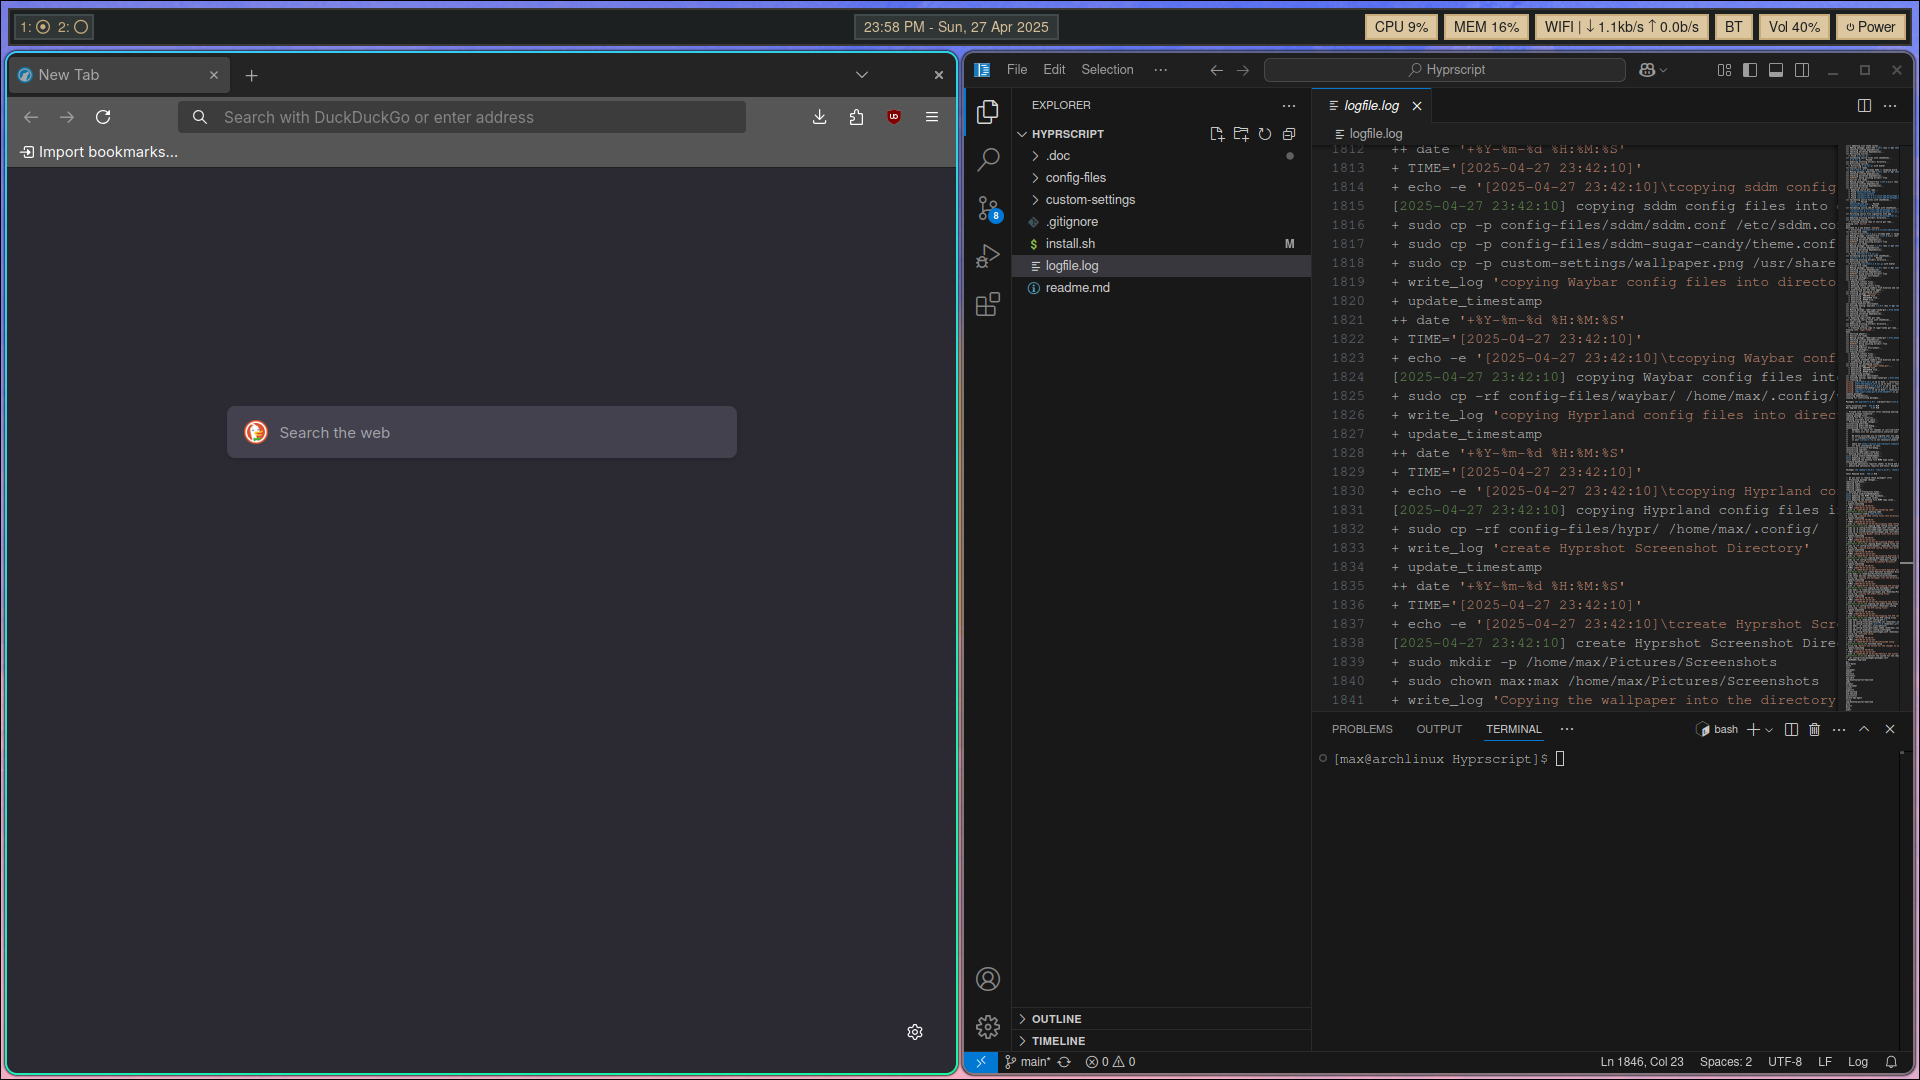 1: 2:
23:58 PM - Sun, 27 Apr 2025
CPU 9%
MEM 16%
WIFI | ↓ 1.1kb/s ↑ 0.0b/s
BT
Vol 40%
Power
New Tab
Search with DuckDuckGo or enter address
Import bookmarks...
Search the web
File Edit Selection ···
Hyprscript
EXPLORER
HYPRSCRIPT
.doc
config-files
custom-settings
.gitignore
install.sh M
logfile.log
readme.md
8
OUTLINE
TIMELINE
logfile.log
logfile.log
1812 ++ date '+%Y-%m-%d %H:%M:%S'
1813 + TIME='[2025-04-27 23:42:10]'
1814 + echo -e '[2025-04-27 23:42:10]\tcopying sddm config
1815 [2025-04-27 23:42:10] copying sddm config files into
1816 + sudo cp -p config-files/sddm/sddm.conf /etc/sddm.co
1817 + sudo cp -p config-files/sddm-sugar-candy/theme.conf
1818 + sudo cp -p custom-settings/wallpaper.png /usr/share
1819 + write_log 'copying Waybar config files into directo
1820 + update_timestamp
1821 ++ date '+%Y-%m-%d %H:%M:%S'
1822 + TIME='[2025-04-27 23:42:10]'
1823 + echo -e '[2025-04-27 23:42:10]\tcopying Waybar conf
1824 [2025-04-27 23:42:10] copying Waybar config files int
1825 + sudo cp -rf config-files/waybar/ /home/max/.config/
1826 + write_log 'copying Hyprland config files into direc
1827 + update_timestamp
1828 ++ date '+%Y-%m-%d %H:%M:%S'
1829 + TIME='[2025-04-27 23:42:10]'
1830 + echo -e '[2025-04-27 23:42:10]\tcopying Hyprland co
1831 [2025-04-27 23:42:10] copying Hyprland config files i
1832 + sudo cp -rf config-files/hypr/ /home/max/.config/
1833 + write_log 'create Hyprshot Screenshot Directory'
1834 + update_timestamp
1835 ++ date '+%Y-%m-%d %H:%M:%S'
1836 + TIME='[2025-04-27 23:42:10]'
1837 + echo -e '[2025-04-27 23:42:10]\tcreate Hyprshot Scr
1838 [2025-04-27 23:42:10] create Hyprshot Screenshot Dire
1839 + sudo mkdir -p /home/max/Pictures/Screenshots
1840 + sudo chown max:max /home/max/Pictures/Screenshots
1841 + write_log 'Copying the wallpaper into the directory
PROBLEMS OUTPUT TERMINAL ···
bash
[max@archlinux Hyprscript]$
main* 0 0
Ln 1846, Col 23 Spaces: 2 UTF-8 LF Log